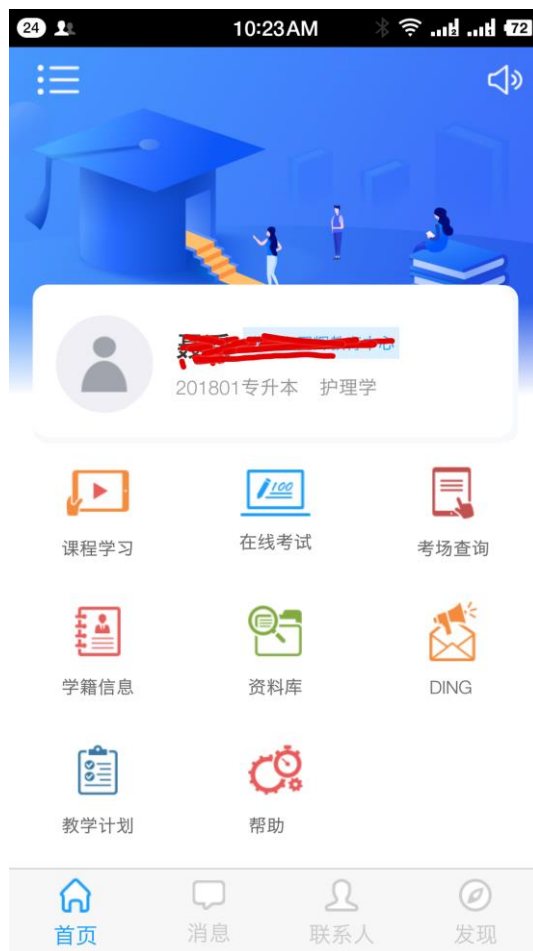 24
10:23AM
72
201801专升本 护理学
课程学习
在线考试
考场查询
学籍信息
资料库
DING
教学计划
帮助
首页
消息
联系人
发现